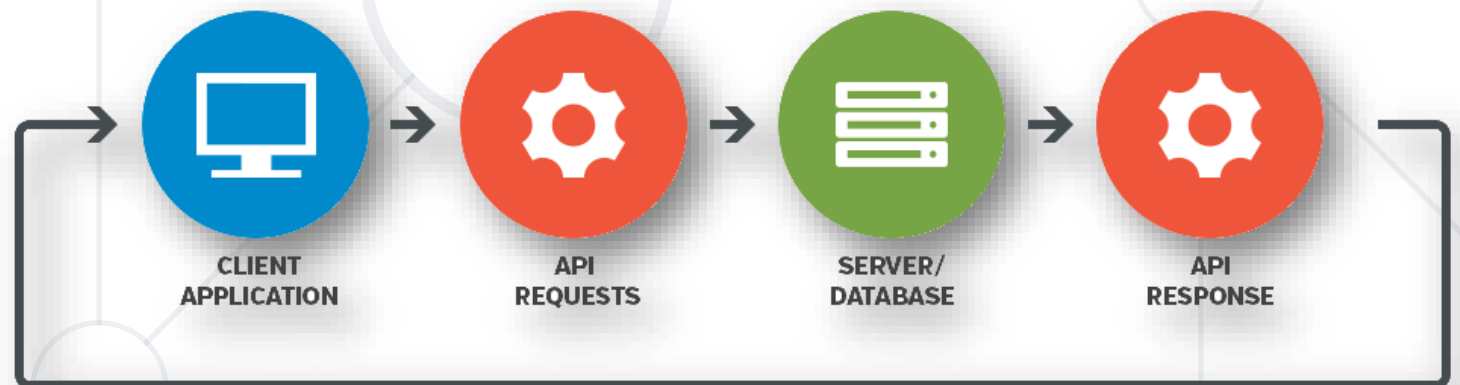 CLIENT
APPLICATION
API
REQUESTS
SERVER/
DATABASE
API
RESPONSE